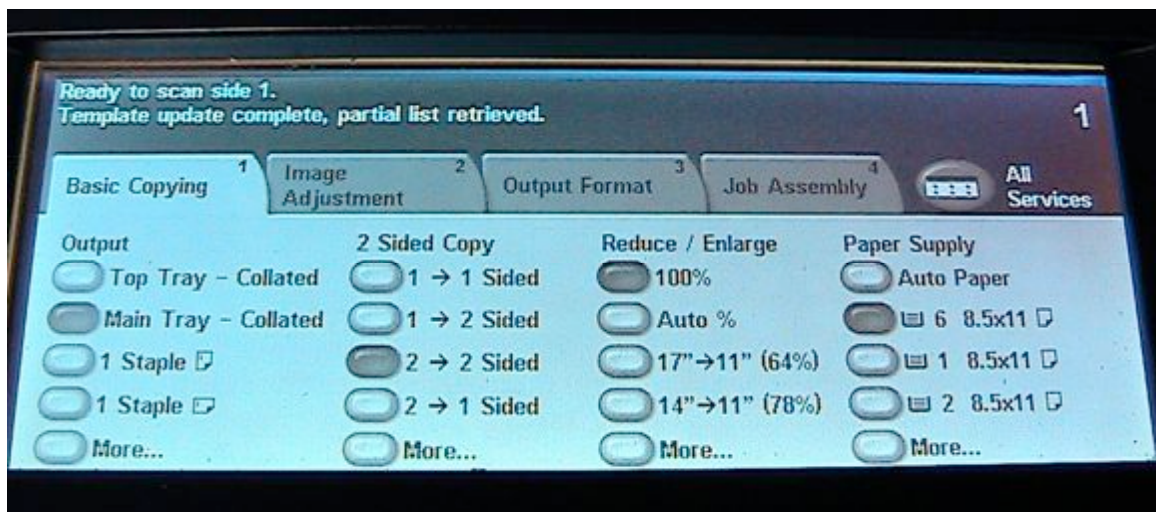 Ready to scan side 1.
Template update complete, partial list retrieved.
1
Basic Copying 1
Image Adjustment 2
Output Format 3
Job Assembly 4
All Services
Output
Top Tray - Collated
Main Tray - Collated
1 Staple
1 Staple
More...
2 Sided Copy
1 → 1 Sided
1 → 2 Sided
2 → 2 Sided
2 → 1 Sided
More...
Reduce / Enlarge
100%
Auto %
17"→11" (64%)
14"→11" (78%)
More...
Paper Supply
Auto Paper
6 8.5x11
1 8.5x11
2 8.5x11
More...